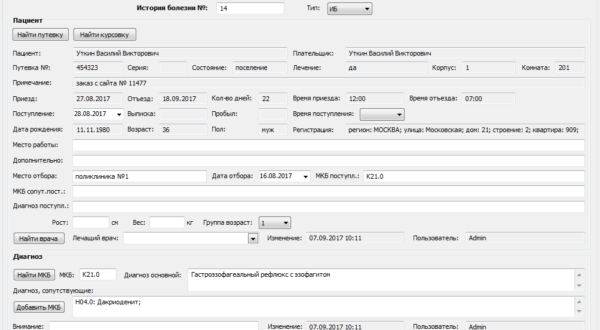 История болезни №: 14 Тип: ИБ
Пациент
Найти путевку Найти курсовку
Пациент: Уткин Василий Викторович Плательщик: Уткин Василий Викторович
Путевка №: 454323 Серия: Состояние: поселение Лечение: да Корпус: 1 Комната: 201
Примечание: заказ с сайта № 11477
Приезд: 27.08.2017 Отъезд: 18.09.2017 Кол-во дней: 22 Время приезда: 12:00 Время отъезда: 07:00
Поступление: 28.08.2017 Выписка: Пробыл: Время поступления:
Дата рождения: 11.11.1980 Возраст: 36 Пол: муж Регистрация: регион: МОСКВА; улица: Московская; дом: 21; строение: 2; квартира: 909;
Место работы:
Дополнительно:
Место отбора: поликлиника №1 Дата отбора: 16.08.2017 МКБ поступл.: K21.0
МКБ сопут.пост.:
Диагноз поступл.:
Рост: см Вес: кг Группа возраст: 1
Найти врача Лечащий врач: Изменение: 07.09.2017 10:11 Пользователь: Admin
Диагноз
Найти МКБ МКБ: K21.0 Диагноз основной: Гастроэзофагеальный рефлюкс с эзофагитом
Диагноз, сопутствующие:
Добавить МКБ H04.0: Дакриоденит;
Внимание: Изменение: 07.09.2017 10:11 Пользователь: Admin